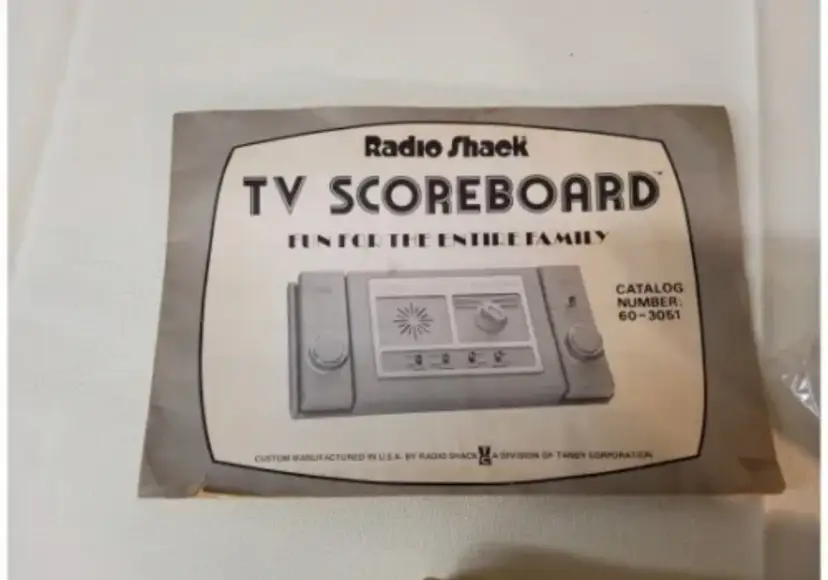 Radio Shack
TV SCOREBOARD™
FUN FOR THE ENTIRE FAMILY
CATALOG
NUMBER:
60-3051
CUSTOM MANUFACTURED IN U.S.A. BY RADIO SHACK A DIVISION OF TANDY CORPORATION